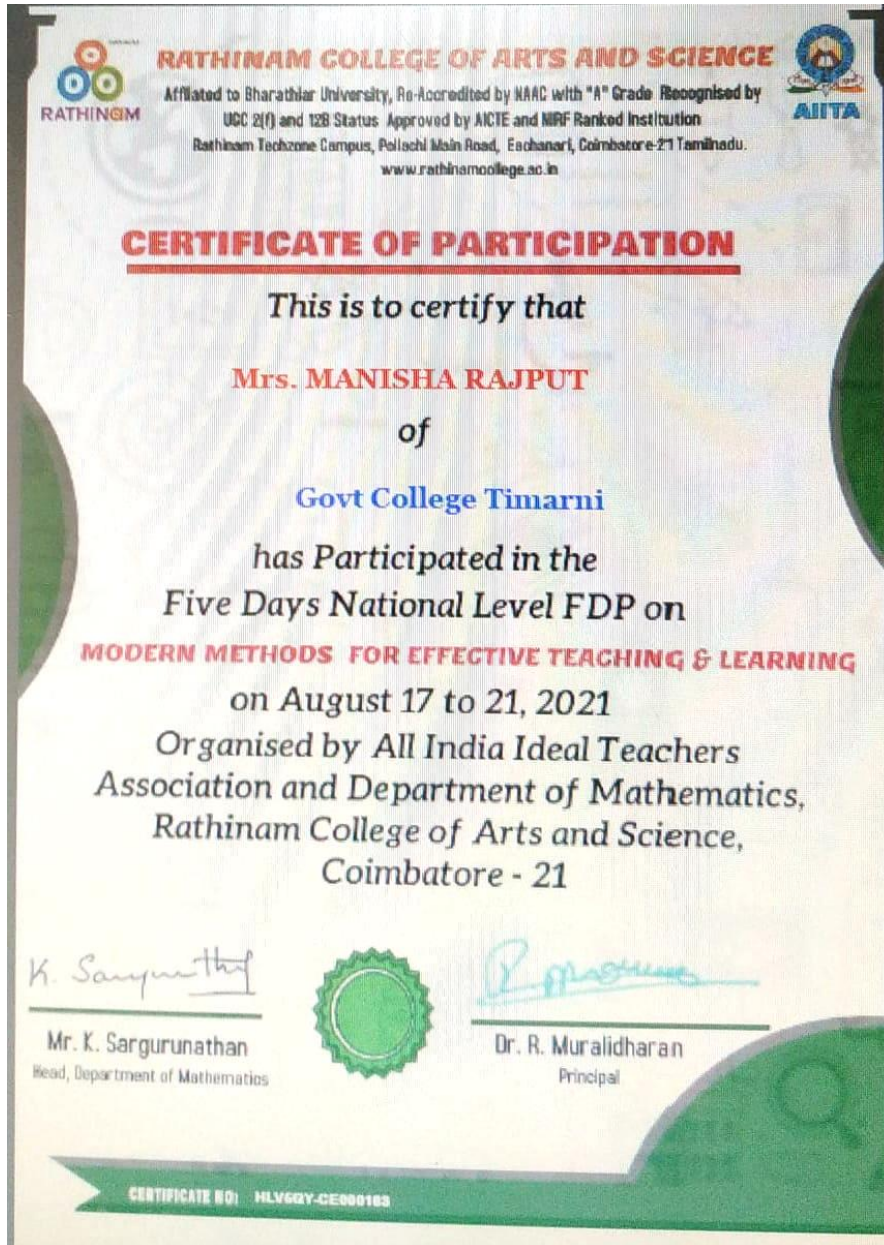 RATHINAM COLLEGE OF ARTS AND SCIENCE
Affiliated to Bharathiar University, Re-Accredited by NAAC with "A" Grade Recognised by
UGC 2(f) and 12B Status Approved by AICTE and NIRF Ranked Institution
Rathinam Techzone Campus, Pollachi Main Road, Eachanari, Coimbatore-21 Tamilnadu.
www.rathinamcollege.ac.in
RATHINAM
AIITA
CERTIFICATE OF PARTICIPATION
This is to certify that
Mrs. MANISHA RAJPUT
of
Govt College Timarni
has Participated in the
Five Days National Level FDP on
MODERN METHODS FOR EFFECTIVE TEACHING & LEARNING
on August 17 to 21, 2021
Organised by All India Ideal Teachers
Association and Department of Mathematics,
Rathinam College of Arts and Science,
Coimbatore - 21
Mr. K. Sargurunathan
Head, Department of Mathematics
Dr. R. Muralidharan
Principal
CERTIFICATE NO: HLV6QY-CE000163